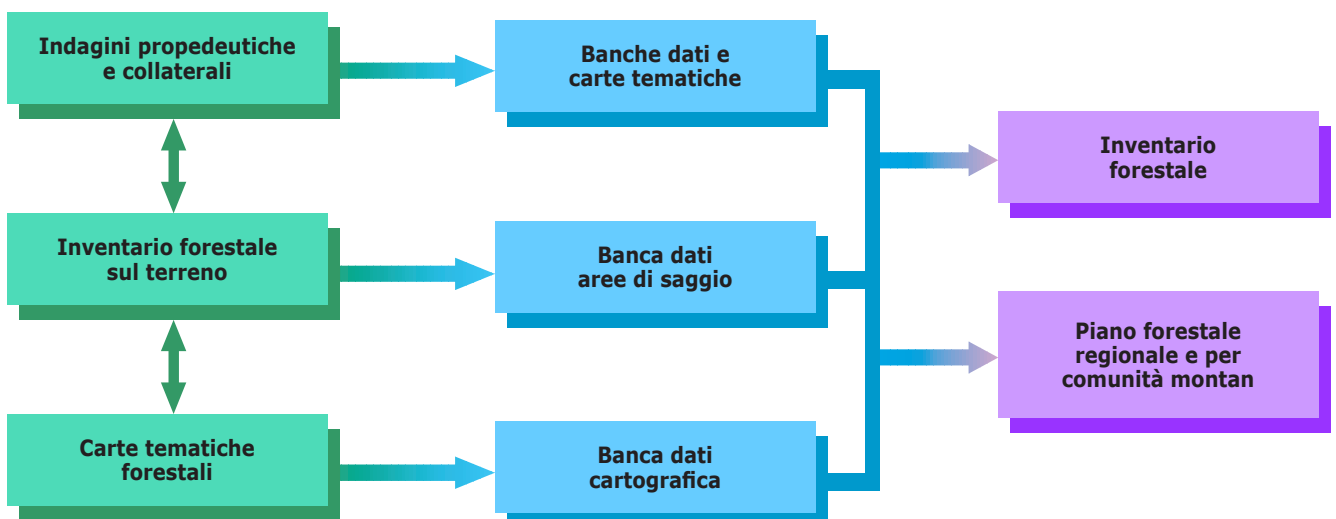 Indagini propedeutiche
e collaterali
Banche dati e
carte tematiche
Inventario
forestale
Inventario forestale
sul terreno
Banca dati
aree di saggio
Piano forestale
regionale e per
comunità montan
Carte tematiche
forestali
Banca dati
cartografica